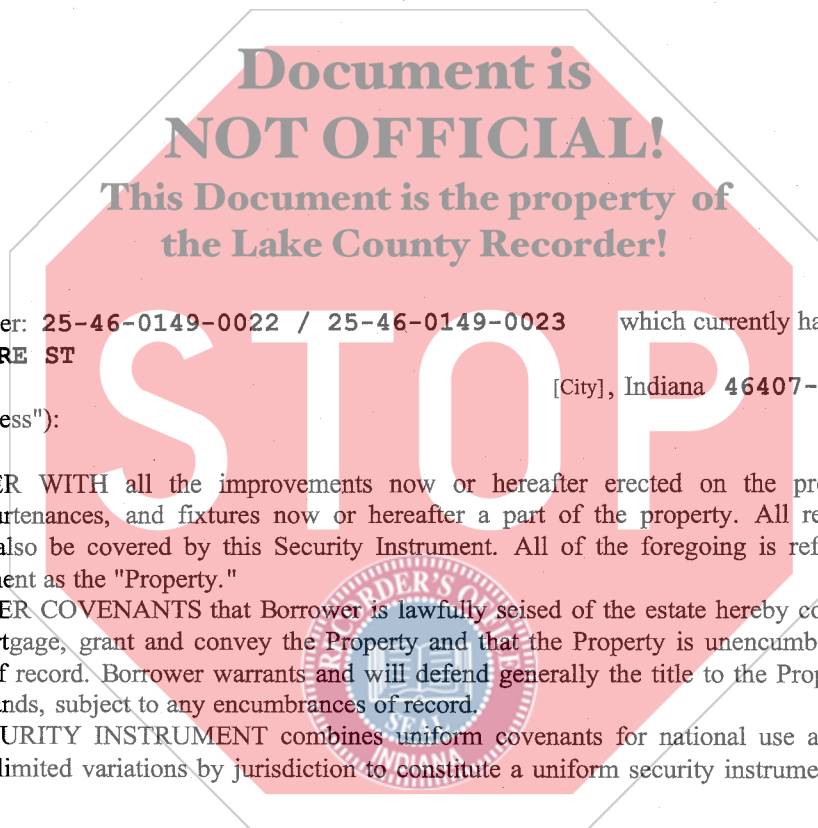 Document is
NOT OFFICIAL!
This Document is the property of
the Lake County Recorder!
er: 25-46-0149-0022 / 25-46-0149-0023 which currently ha
RE ST
[City], Indiana 46407-
ess"):
STOP
ER WITH all the improvements now or hereafter erected on the pr
urtenances, and fixtures now or hereafter a part of the property. All re
also be covered by this Security Instrument. All of the foregoing is ref
ent as the "Property."
ER COVENANTS that Borrower is lawfully seised of the estate hereby co
rtgage, grant and convey the Property and that the Property is unencumb
f record. Borrower warrants and will defend generally the title to the Prop
nds, subject to any encumbrances of record.
URITY INSTRUMENT combines uniform covenants for national use a
limited variations by jurisdiction to constitute a uniform security instrume
RECORDER'S OFFICE
SEAL
INDIANA